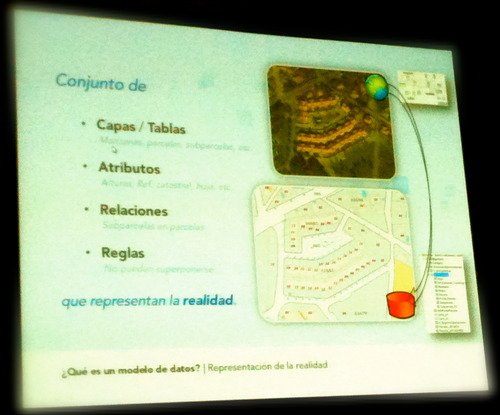 Conjunto de
• Capas / Tablas
Manzanas, parcelas, subparcelas, etc.
• Atributos
Alturas, Ref. catastral, hoja, etc.
• Relaciones
Subparcelas en parcelas
• Reglas
No pueden superponerse
que representan la realidad.
¿Qué es un modelo de datos? | Representación de la realidad